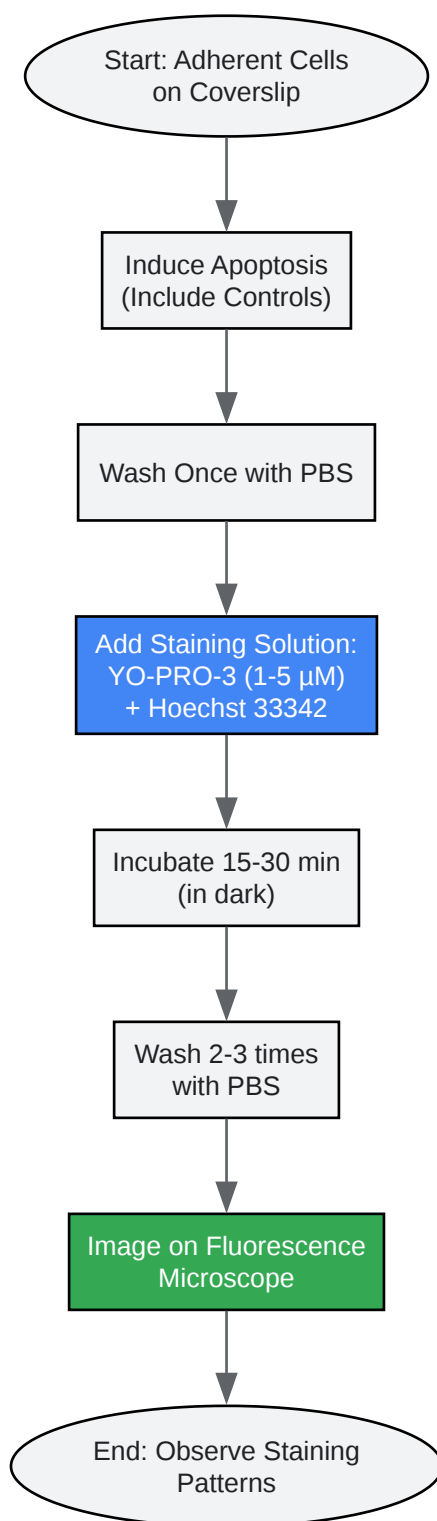 Start: Adherent Cells
on Coverslip
Induce Apoptosis
(Include Controls)
Wash Once with PBS
Add Staining Solution:
YO-PRO-3 (1-5 µM)
+ Hoechst 33342
Incubate 15-30 min
(in dark)
Wash 2-3 times
with PBS
Image on Fluorescence
Microscope
End: Observe Staining
Patterns